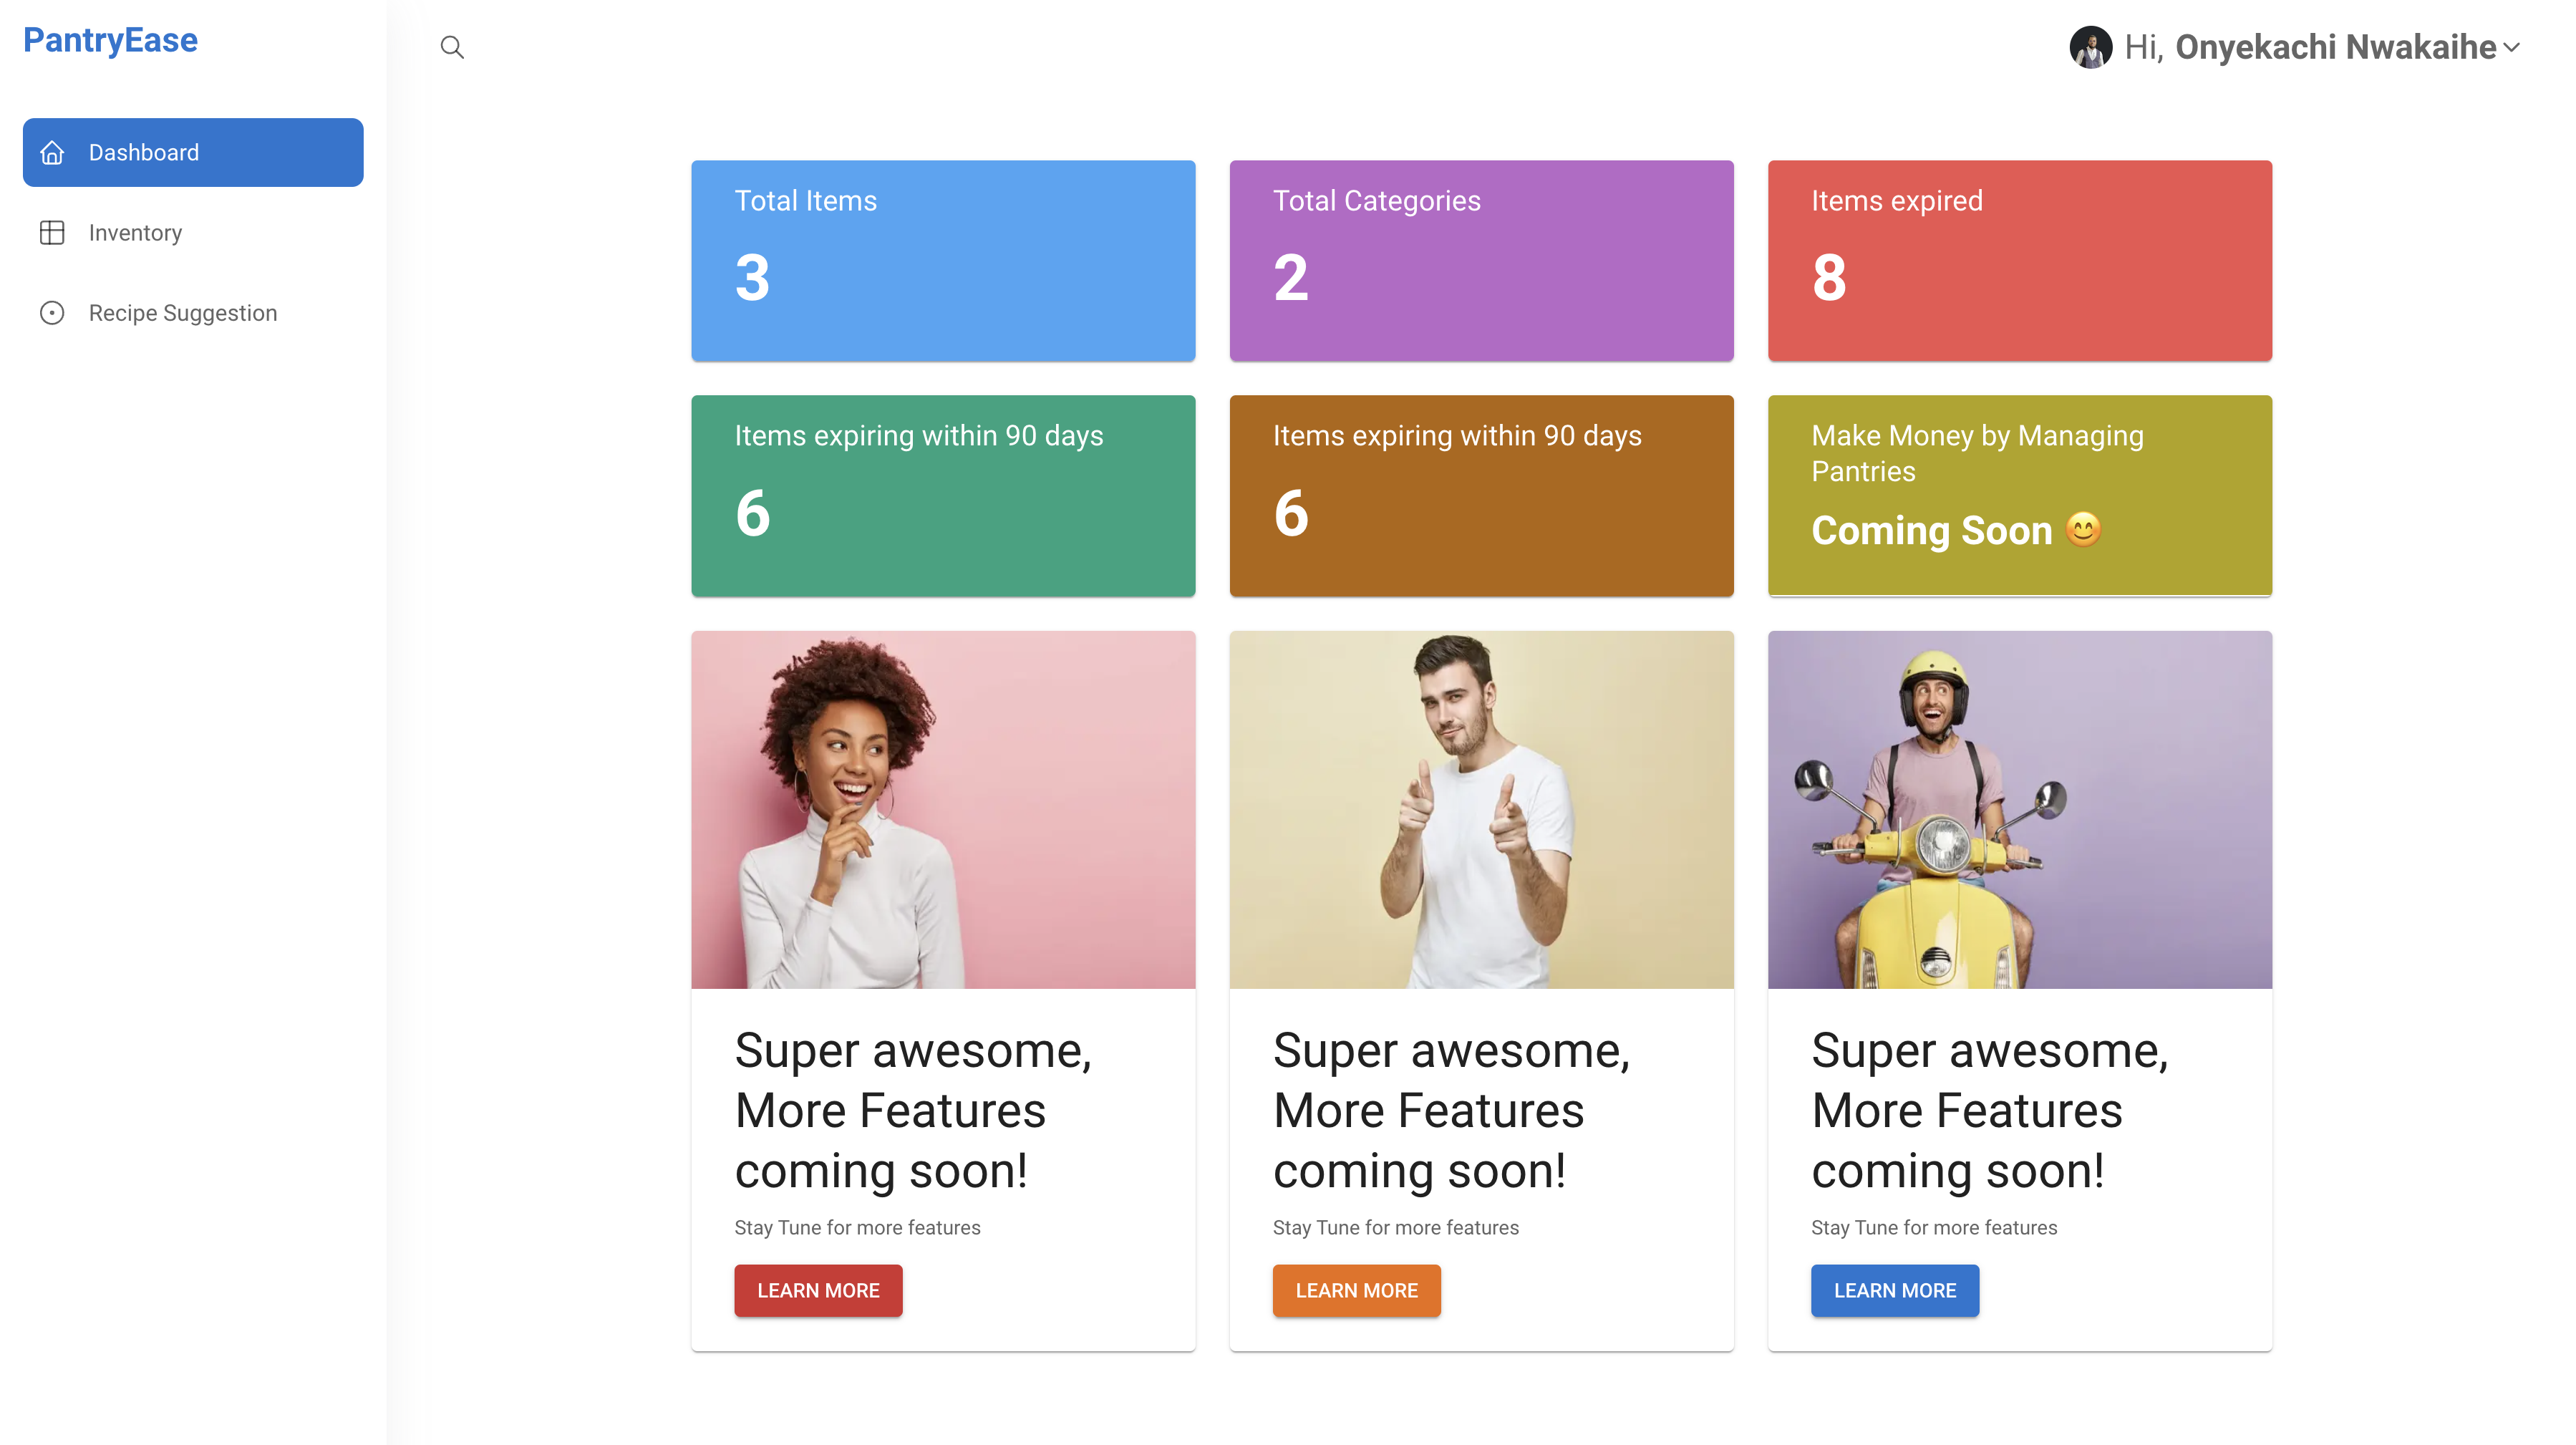 PantryEase
Hi, Onyekachi Nwakaihe
Dashboard
Inventory
Recipe Suggestion
Total Items
3
Total Categories
2
Items expired
8
Items expiring within 90 days
6
Items expiring within 90 days
6
Make Money by Managing
Pantries
Coming Soon 😊
Super awesome,
More Features
coming soon!
Stay Tune for more features
LEARN MORE
Super awesome,
More Features
coming soon!
Stay Tune for more features
LEARN MORE
Super awesome,
More Features
coming soon!
Stay Tune for more features
LEARN MORE